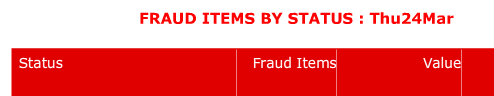 FRAUD ITEMS BY STATUS : Thu24Mar
Status Fraud Items Value